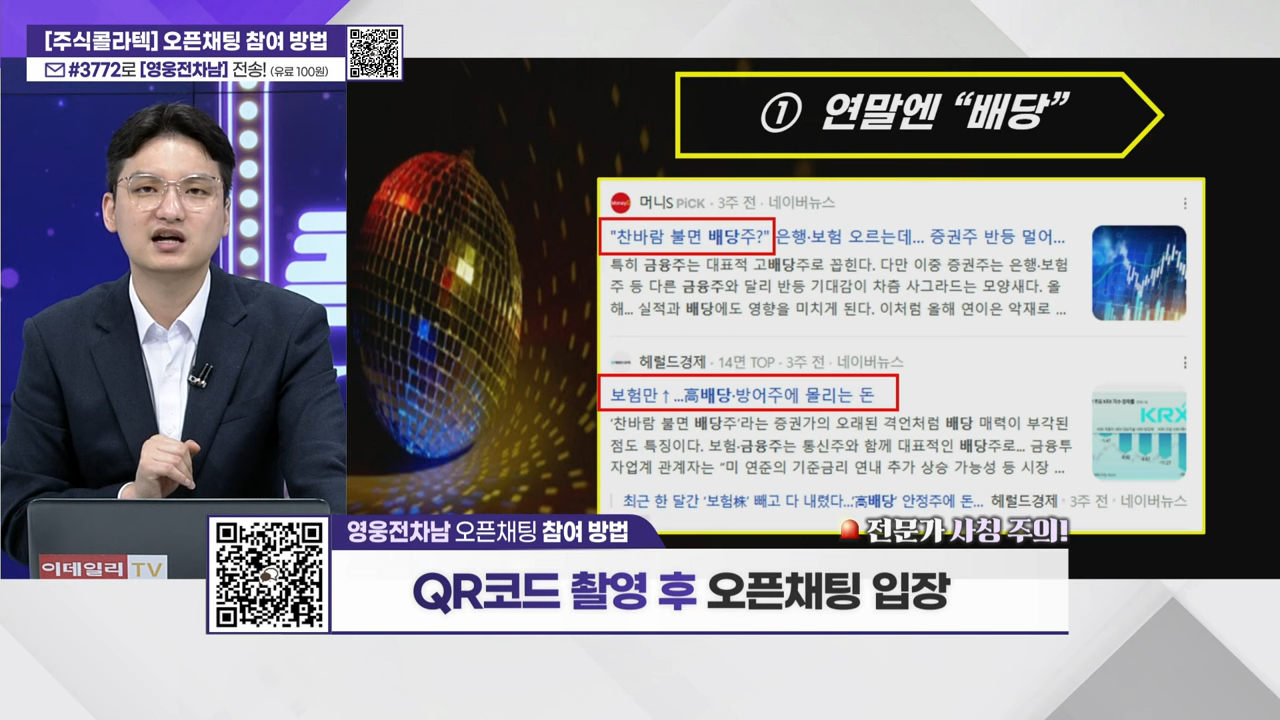 [주식콜라텍] 오픈채팅 참여 방법
#3772로 [영웅전차남] 전송! (유료 100원)
① 연말엔 “배당”
머니S PiCK · 3주 전 · 네이버뉴스
"찬바람 불면 배당주?" 은행·보험 오르는데... 증권주 반등 멀어...
특히 금융주는 대표적 고배당주로 꼽힌다. 다만 이중 증권주는 은행·보험
주 등 다른 금융주와 달리 반등 기대감이 차츰 사그라드는 모양새다. 올
해... 실적과 배당에도 영향을 미치게 된다. 이처럼 올해 연이은 악재로 ...
헤럴드경제 · 14면 TOP · 3주 전 · 네이버뉴스
보험만↑...高배당·방어주에 몰리는 돈
‘찬바람 불면 배당주’라는 증권가의 오래된 격언처럼 배당 매력이 부각된
점도 특징이다. 보험·금융주는 통신주와 함께 대표적인 배당주로... 금융투
자업계 관계자는 “미 연준의 기준금리 연내 추가 상승 가능성 등 시장 ...
KRX
최근 한 달간 ‘보험株’ 빼고 다 내렸다...‘高배당’ 안정주에 돈... 헤럴드경제 · 3주 전 · 네이버뉴스
영웅전차남 오픈채팅 참여 방법
전문가 사칭 주의!
QR코드 촬영 후 오픈채팅 입장
이데일리 TV